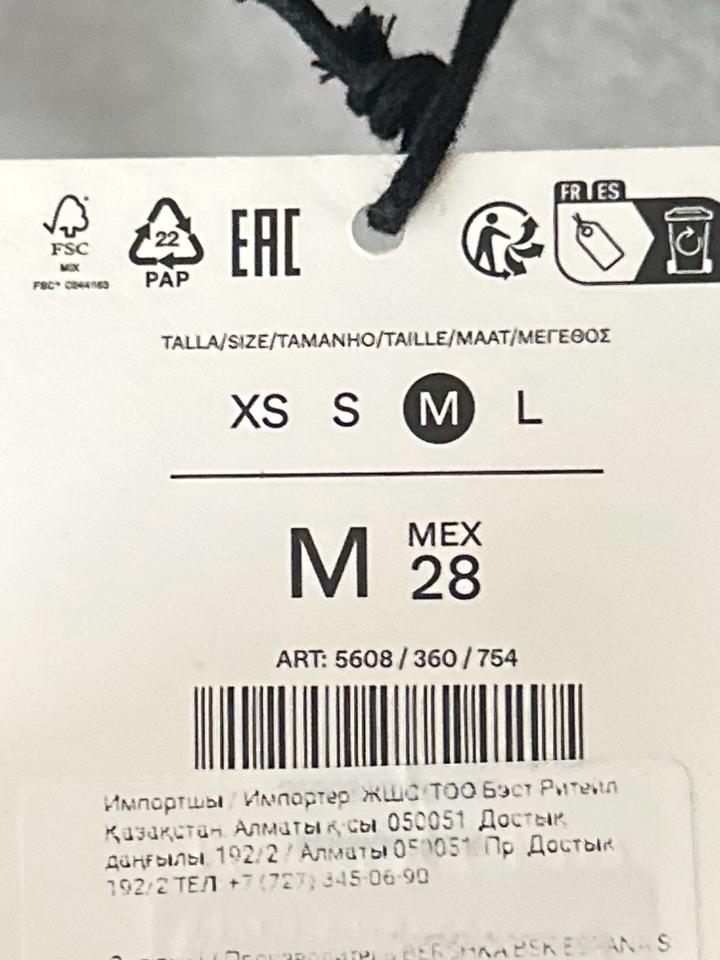 FR ES
FSC
MIX
22
PAP
EAC
TALLA/SIZE/TAMANHO/TAILLE/MAAT/ΜΕΓΕΘΟΣ
XS S M L
M MEX 28
ART: 5608 / 360 / 754
Импортшы / Импортер ЖШС/ТОО Бэст Ритейл
Қазақстан, Алматы қ-сы, 050051, Достық
даңғылы, 192/2 / Алматы 050051, Пр. Достык
192/2 ТЕЛ. +7 (727) 345-06-90
BERSHKA BSK